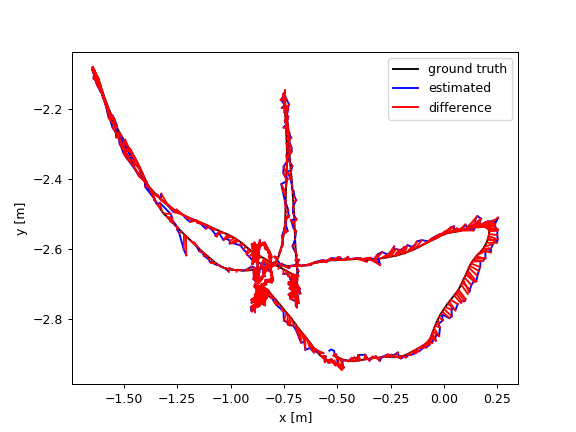 ground truth
estimated
difference
−2.2
−2.4
−2.6
−2.8
y [m]
−1.50 −1.25 −1.00 −0.75 −0.50 −0.25 0.00 0.25
x [m]